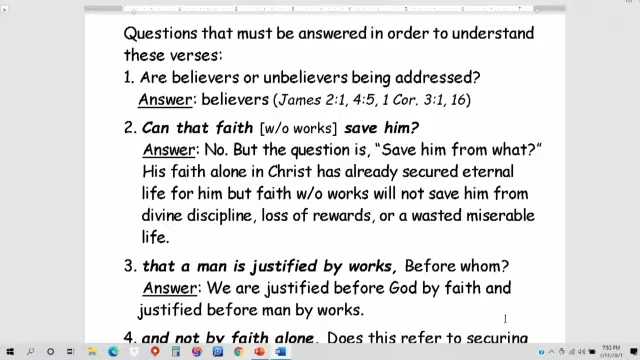 Questions that must be answered in order to understand
these verses:
1. Are believers or unbelievers being addressed?
Answer: believers (James 2:1, 4:5, 1 Cor. 3:1, 16)
2. Can that faith [w/o works] save him?
Answer: No. But the question is, "Save him from what?"
His faith alone in Christ has already secured eternal
life for him but faith w/o works will not save him from
divine discipline, loss of rewards, or a wasted miserable
life.
3. that a man is justified by works, Before whom?
Answer: We are justified before God by faith and
justified before man by works.
4. and not by faith alone. Does this refer to securing